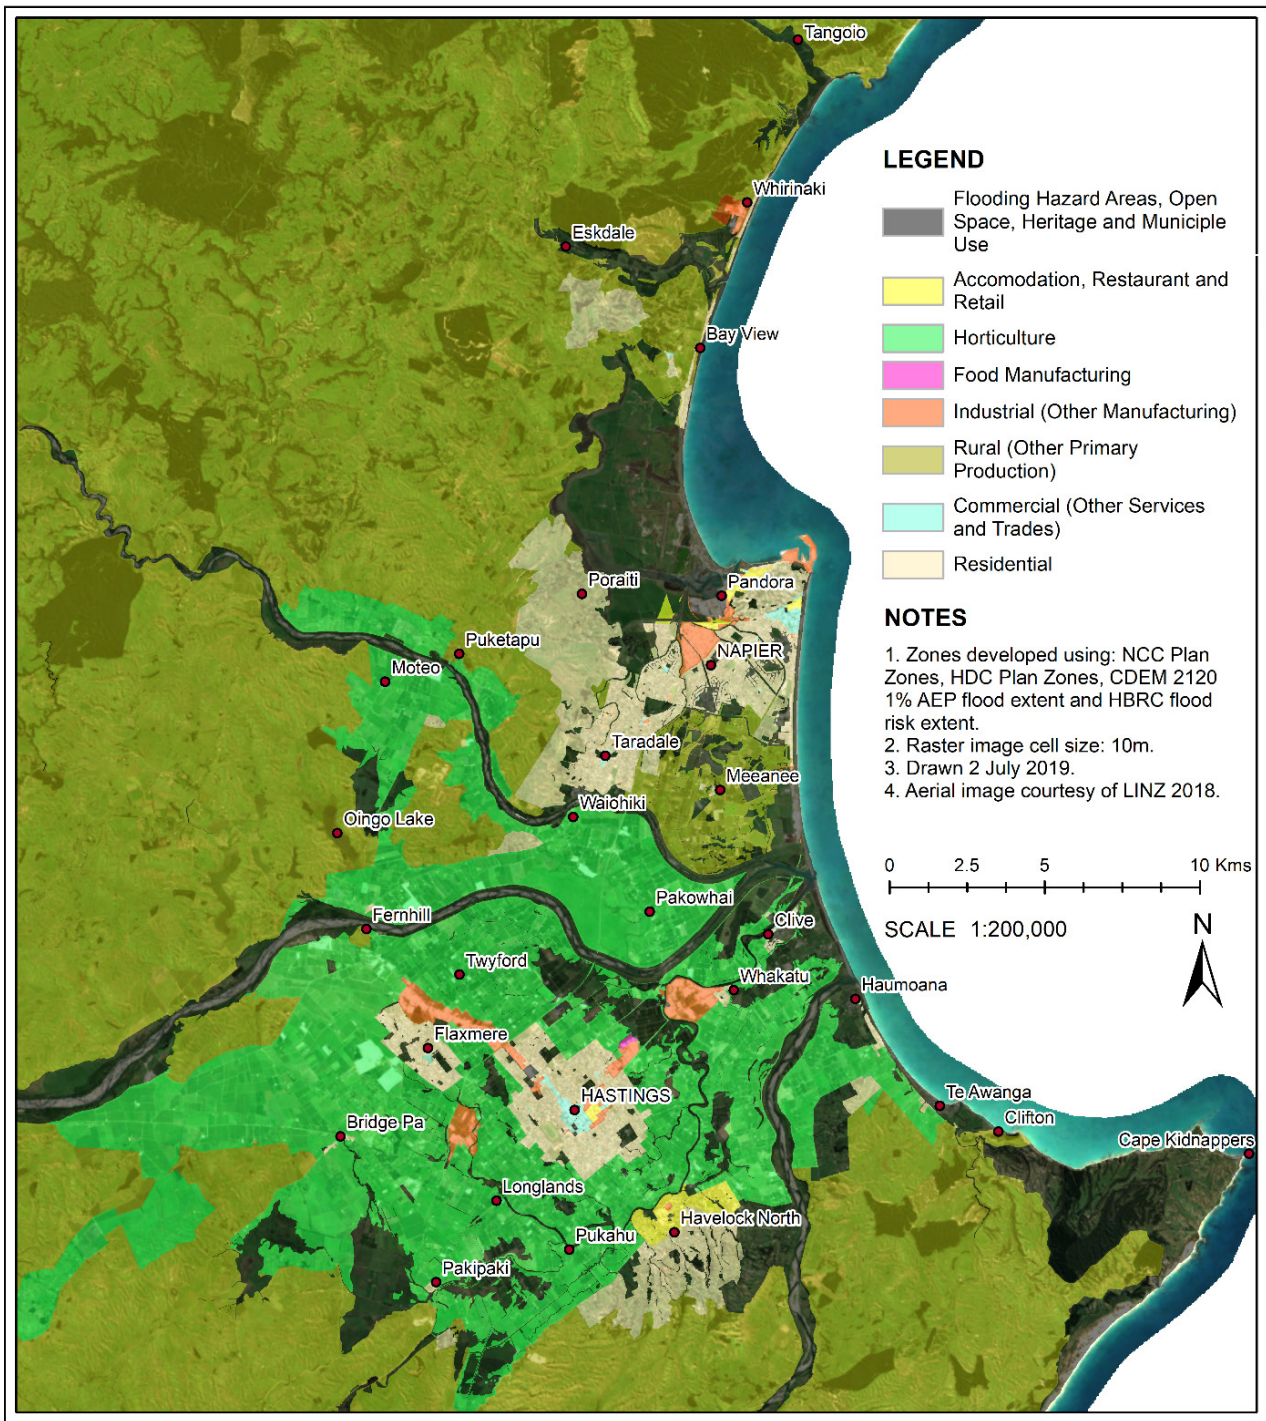 Tangoio
Whirinaki
Eskdale
Bay View
Poraiti
Pandora
Puketapu
NAPIER
Moteo
Taradale
Meeanee
Waiohiki
Oingo Lake
Pakowhai
Fernhill
Clive
Twyford
Whakatu
Haumoana
Flaxmere
HASTINGS
Te Awanga
Clifton
Bridge Pa
Cape Kidnappers
Longlands
Havelock North
Pukahu
Pakipaki
LEGEND
Flooding Hazard Areas, Open
Space, Heritage and Municiple
Use
Accomodation, Restaurant and
Retail
Horticulture
Food Manufacturing
Industrial (Other Manufacturing)
Rural (Other Primary
Production)
Commercial (Other Services
and Trades)
Residential
NOTES
1. Zones developed using: NCC Plan
Zones, HDC Plan Zones, CDEM 2120
1% AEP flood extent and HBRC flood
risk extent.
2. Raster image cell size: 10m.
3. Drawn 2 July 2019.
4. Aerial image courtesy of LINZ 2018.
0 2.5 5 10 Kms
SCALE 1:200,000
N